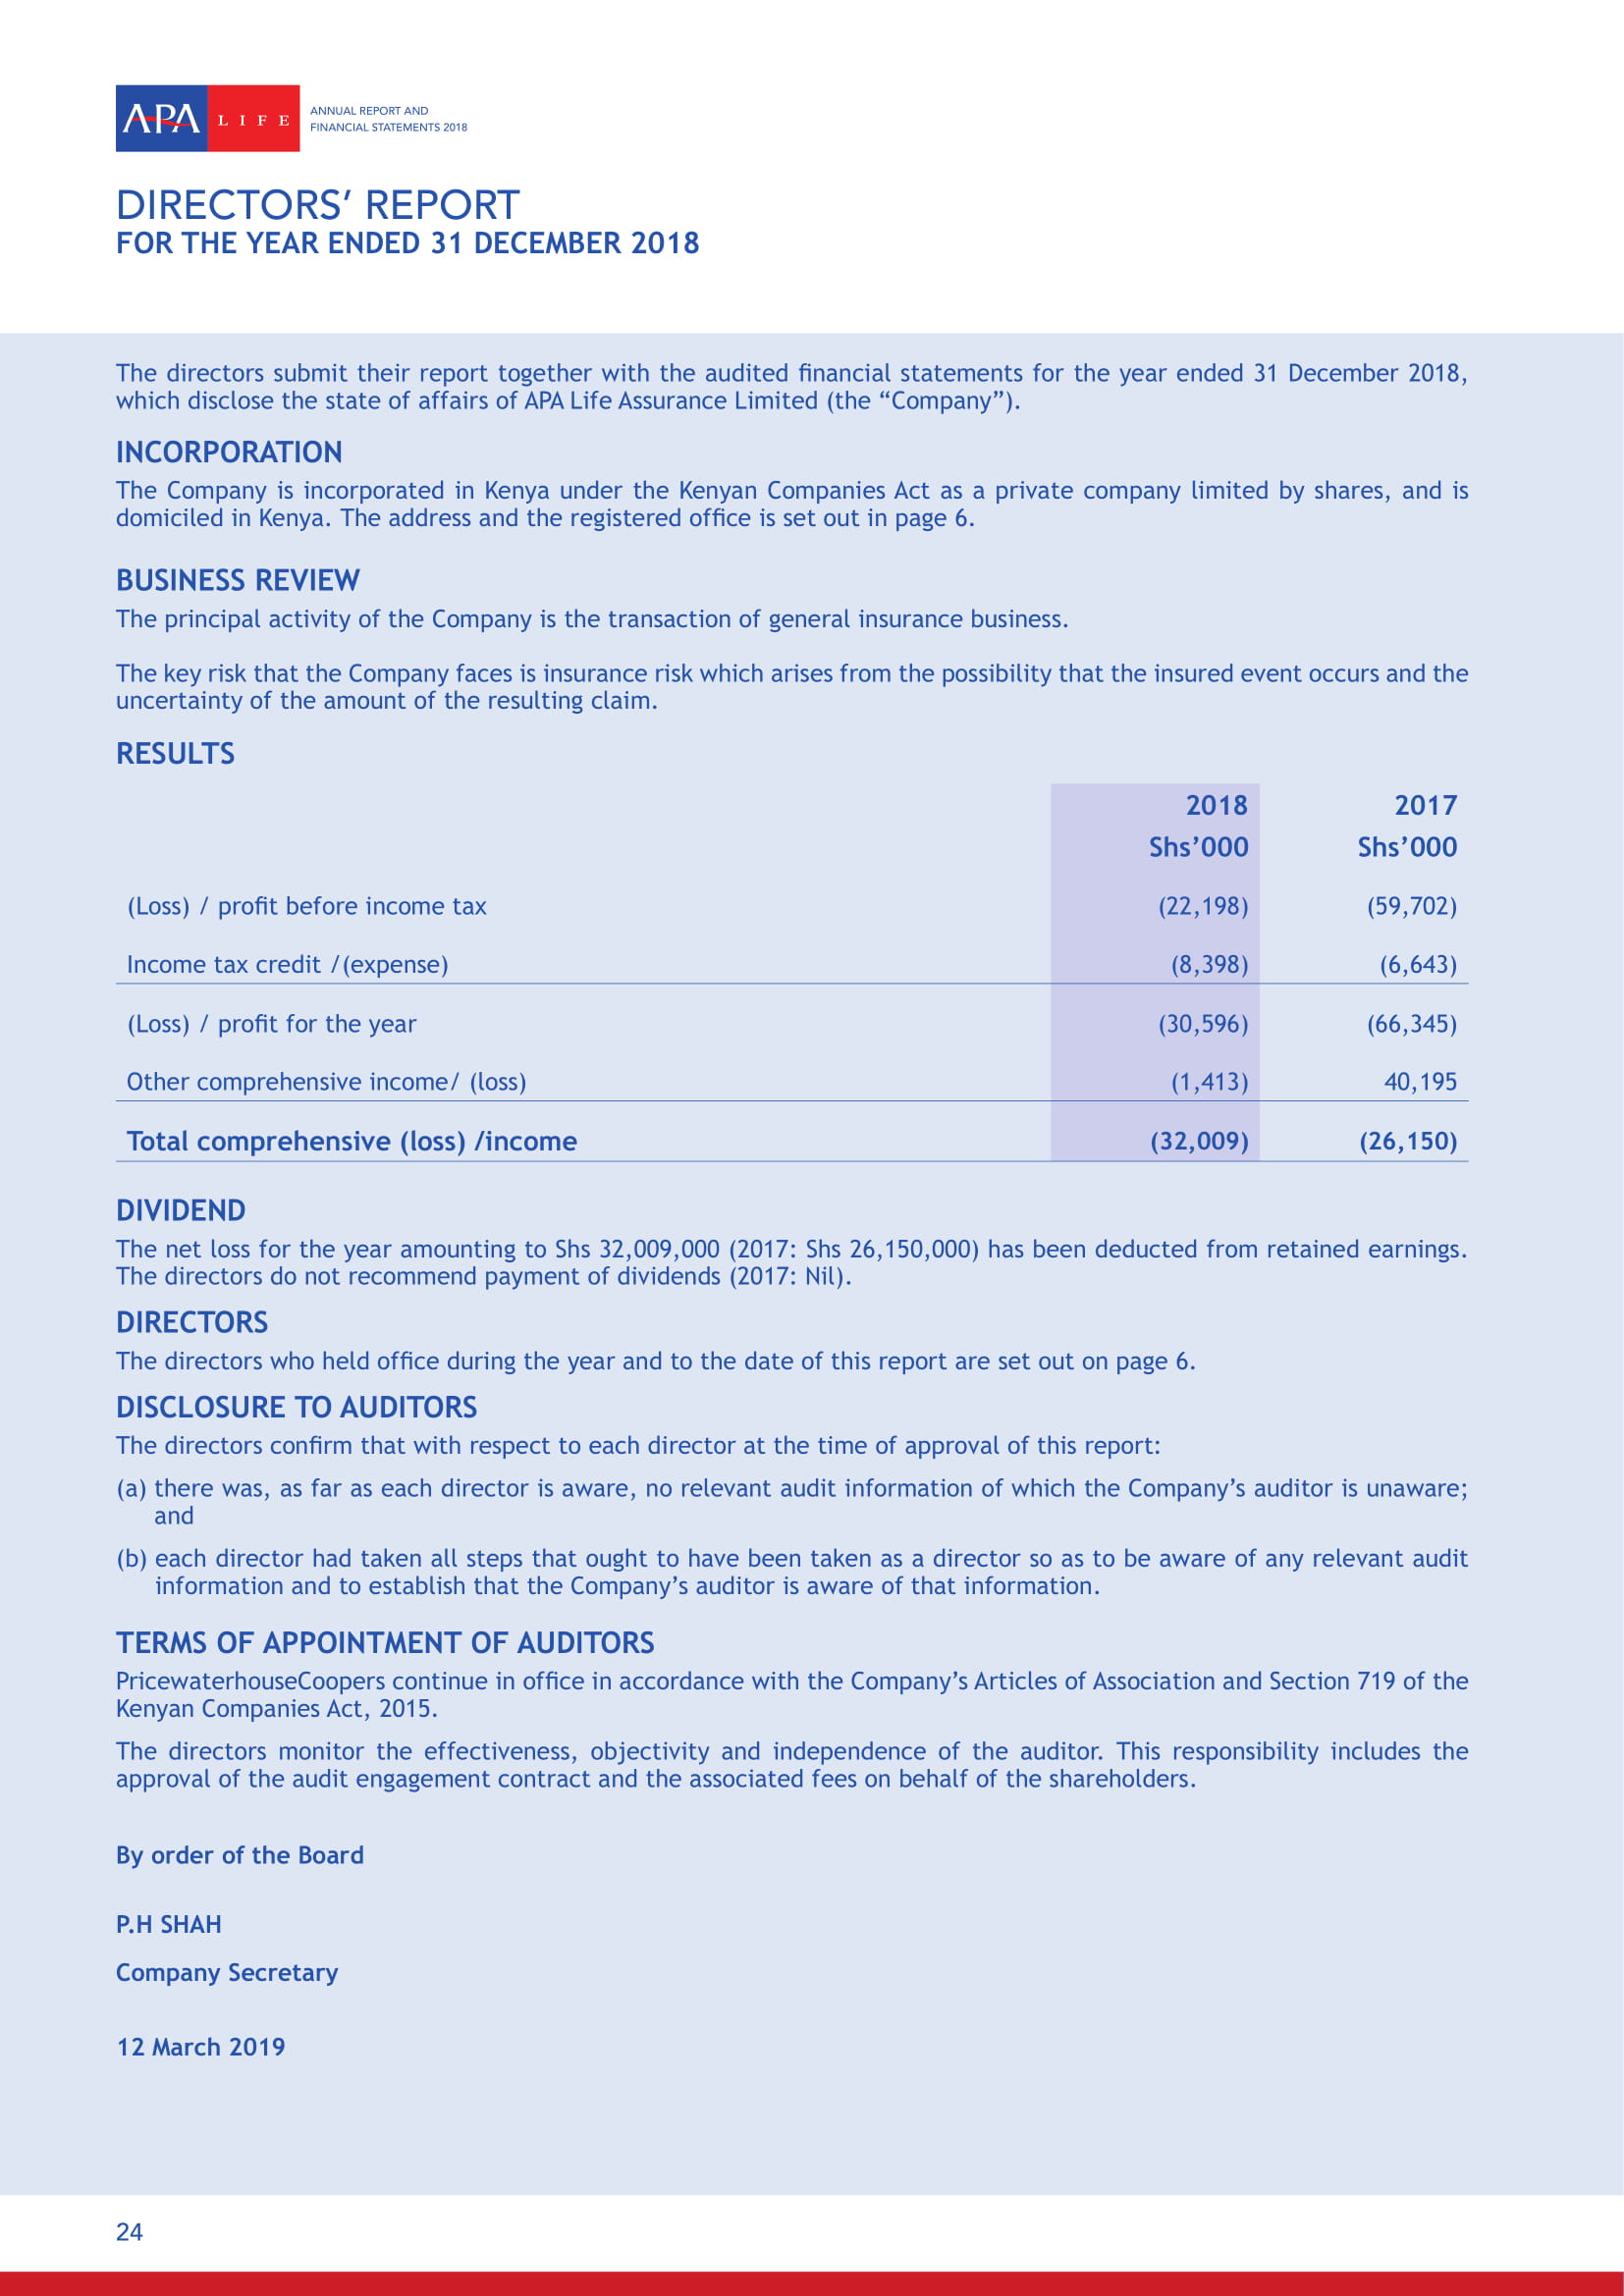 APA LIFE
ANNUAL REPORT AND
FINANCIAL STATEMENTS 2018
DIRECTORS’ REPORT
FOR THE YEAR ENDED 31 DECEMBER 2018
The directors submit their report together with the audited financial statements for the year ended 31 December 2018,
which disclose the state of affairs of APA Life Assurance Limited (the “Company”).
INCORPORATION
The Company is incorporated in Kenya under the Kenyan Companies Act as a private company limited by shares, and is
domiciled in Kenya. The address and the registered office is set out in page 6.
BUSINESS REVIEW
The principal activity of the Company is the transaction of general insurance business.
The key risk that the Company faces is insurance risk which arises from the possibility that the insured event occurs and the
uncertainty of the amount of the resulting claim.
RESULTS
2018 2017
Shs’000 Shs’000
(Loss) / profit before income tax (22,198) (59,702)
Income tax credit /(expense) (8,398) (6,643)
(Loss) / profit for the year (30,596) (66,345)
Other comprehensive income/ (loss) (1,413) 40,195
Total comprehensive (loss) /income (32,009) (26,150)
DIVIDEND
The net loss for the year amounting to Shs 32,009,000 (2017: Shs 26,150,000) has been deducted from retained earnings.
The directors do not recommend payment of dividends (2017: Nil).
DIRECTORS
The directors who held office during the year and to the date of this report are set out on page 6.
DISCLOSURE TO AUDITORS
The directors confirm that with respect to each director at the time of approval of this report:
(a) there was, as far as each director is aware, no relevant audit information of which the Company’s auditor is unaware;
and
(b) each director had taken all steps that ought to have been taken as a director so as to be aware of any relevant audit
information and to establish that the Company’s auditor is aware of that information.
TERMS OF APPOINTMENT OF AUDITORS
PricewaterhouseCoopers continue in office in accordance with the Company’s Articles of Association and Section 719 of the
Kenyan Companies Act, 2015.
The directors monitor the effectiveness, objectivity and independence of the auditor. This responsibility includes the
approval of the audit engagement contract and the associated fees on behalf of the shareholders.
By order of the Board
P.H SHAH
Company Secretary
12 March 2019
24